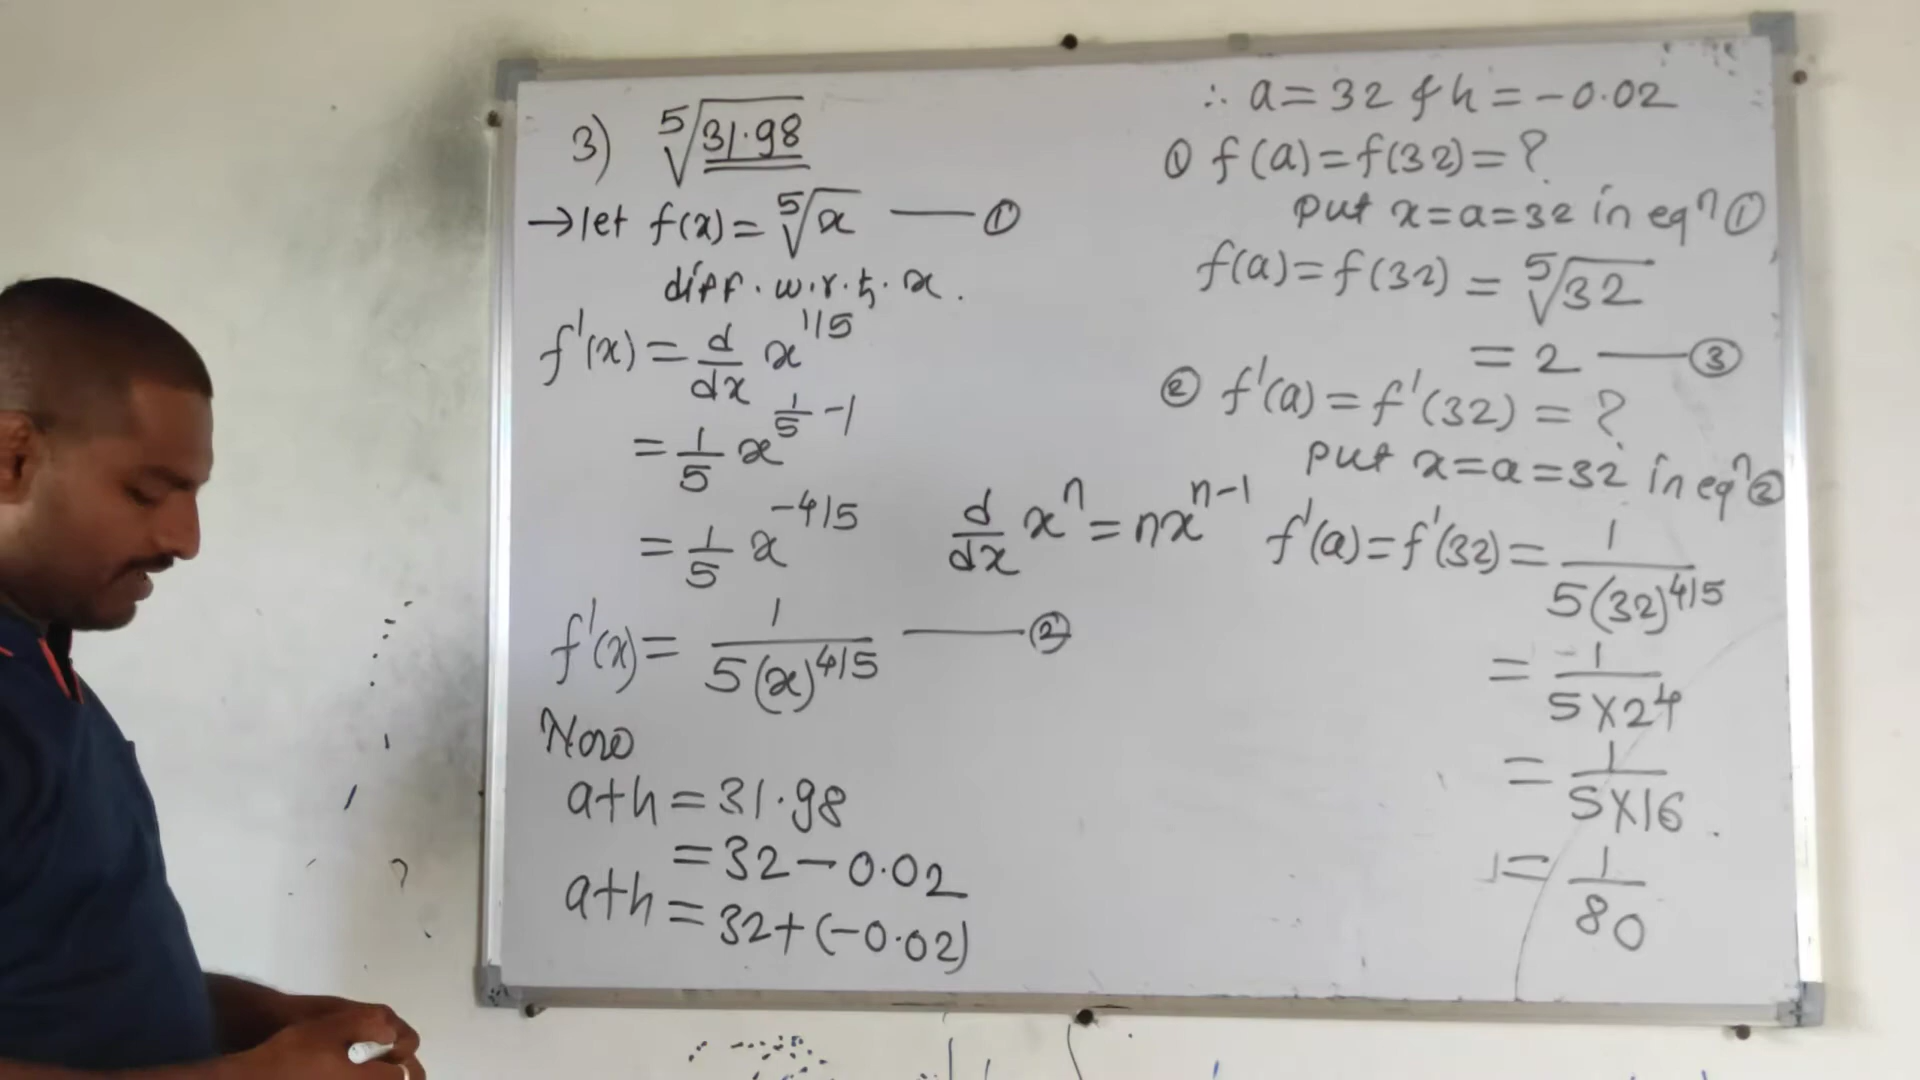 3) ⁵√31.98
→ let f(x) = ⁵√x —— ①
diff. w.r.t. x.
f'(x) = d/dx x^1/5
= 1/5 x^(1/5 - 1)
= 1/5 x^-4/5
d/dx xⁿ = nx^n-1
f'(x) = 1/5(x)^4/5 —— ②
Now
a+h = 31.98
= 32 - 0.02
a+h = 32+(-0.02)
∴ a = 32 & h = -0.02
① f(a) = f(32) = ?
put x = a = 32 in eqⁿ ①
f(a) = f(32) = ⁵√32
= 2 —— ③
② f'(a) = f'(32) = ?
put x = a = 32 in eqⁿ ②
f'(a) = f'(32) = 1/5(32)^4/5
= 1/5×2^4
= 1/5×16
= 1/80